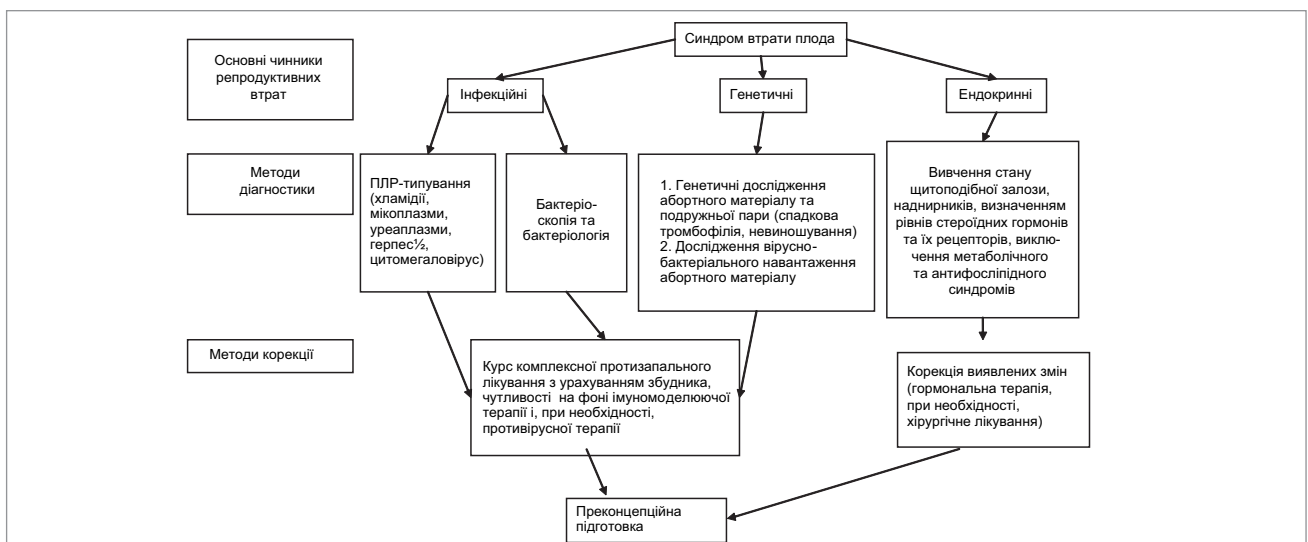 Синдром втрати плода
Основні чинники
репродуктивних
втрат
Інфекційні
Генетичні
Ендокринні
Методи
діагностики
ПЛР-типування
(хламідії,
мікоплазми,
уреаплазми,
герпес½,
цитомегаловірус)
Бактеріо-
скопія та
бактеріологія
1. Генетичні дослідження
абортного матеріалу та
подружньої пари (спадкова
тромбофілія, невиношування)
2. Дослідження вірусно-
бактеріального навантаження
абортного матеріалу
Вивчення стану
щитоподібної залози,
наднирників, визначенням
рівнів стероїдних гормонів
та їх рецепторів, виклю-
чення метаболічного
та антифосліпідного
синдромів
Методи корекції
Курс комплексної протизапального
лікування з урахуванням збудника,
чутливості на фоні імуномоделюючої
терапії і, при необхідності,
противірусної терапії
Корекція виявлених змін
(гормональна терапія,
при необхідності,
хірургічне лікування)
Преконцепційна
підготовка